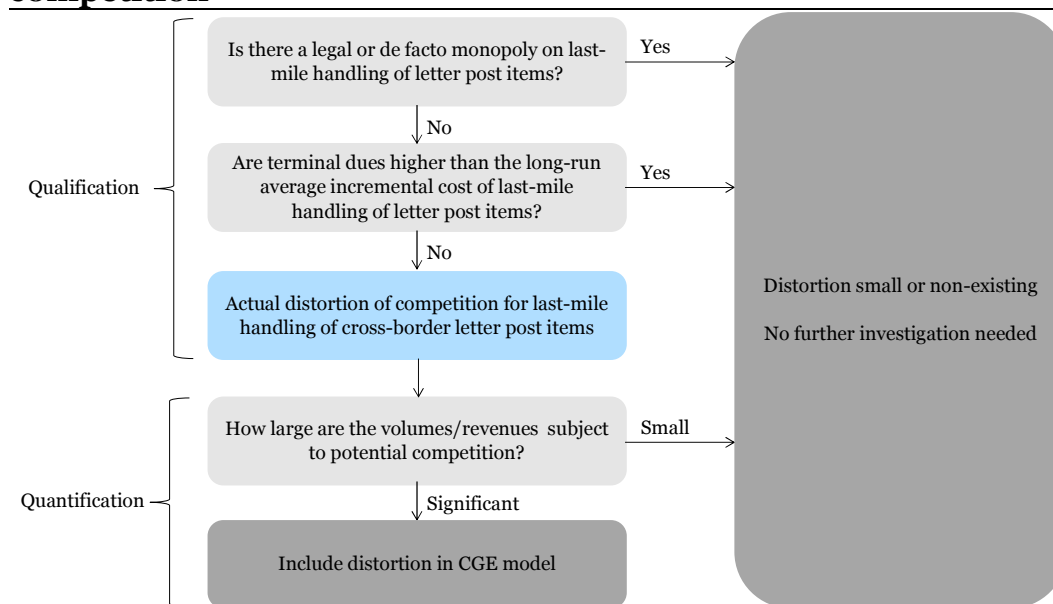 competition
Is there a legal or de facto monopoly on last-
mile handling of letter post items?
Yes
No
Are terminal dues higher than the long-run
average incremental cost of last-mile
handling of letter post items?
Yes
Qualification
No
Actual distortion of competition for last-mile
handling of cross-border letter post items
Distortion small or non-existing
No further investigation needed
How large are the volumes/revenues subject
to potential competition?
Small
Quantification
Significant
Include distortion in CGE model